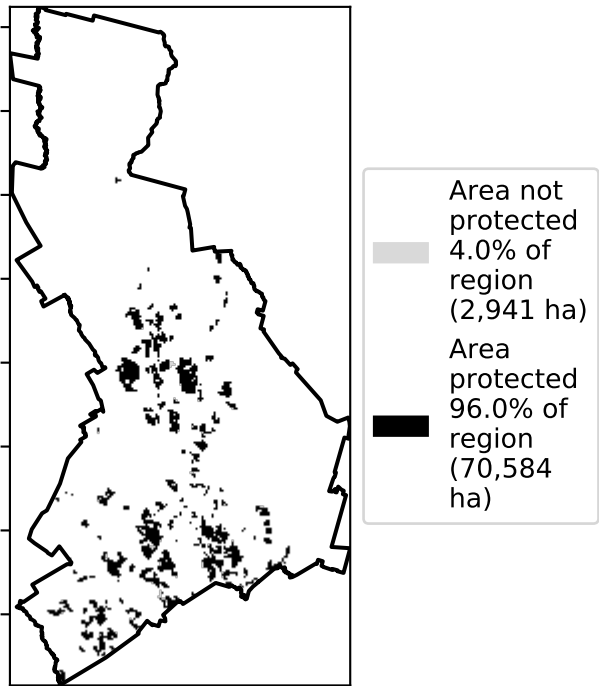 Area not
protected
4.0% of
region
(2,941 ha)
Area
protected
96.0% of
region
(70,584
ha)